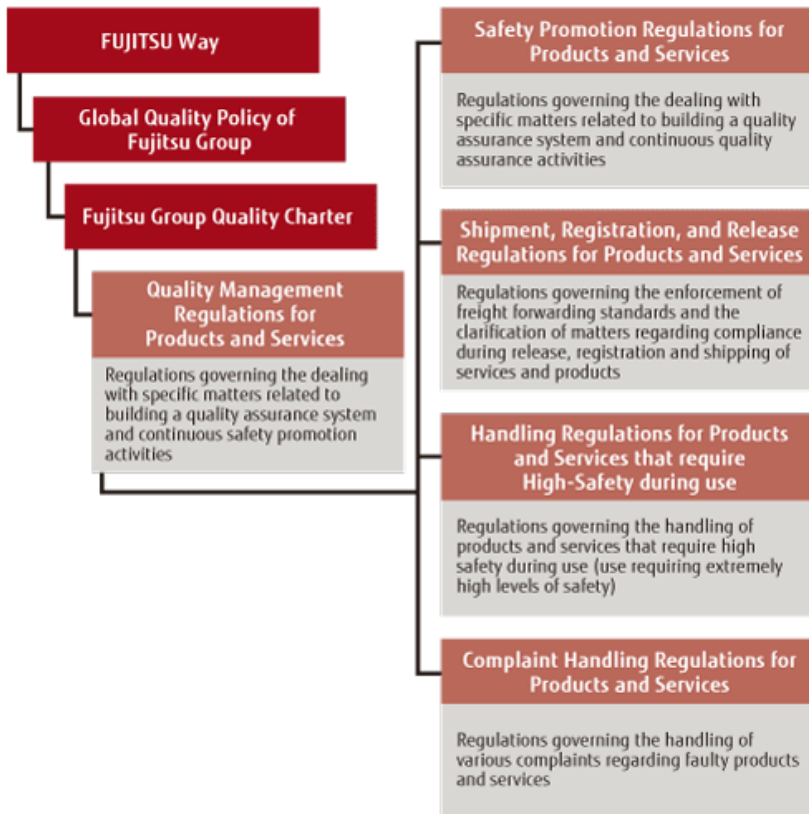 FUJITSU Way
Global Quality Policy of
Fujitsu Group
Fujitsu Group Quality Charter
Quality Management
Regulations for
Products and Services
Regulations governing the dealing
with specific matters related to
building a quality assurance system
and continuous safety promotion
activities
Safety Promotion Regulations for
Products and Services
Regulations governing the dealing with
specific matters related to building a quality
assurance system and continuous quality
assurance activities
Shipment, Registration, and Release
Regulations for Products and Services
Regulations governing the enforcement of
freight forwarding standards and the
clarification of matters regarding compliance
during release, registration and shipping of
services and products
Handling Regulations for Products
and Services that require
High-Safety during use
Regulations governing the handling of
products and services that require high
safety during use (use requiring extremely
high levels of safety)
Complaint Handling Regulations for
Products and Services
Regulations governing the handling of
various complaints regarding faulty products
and services